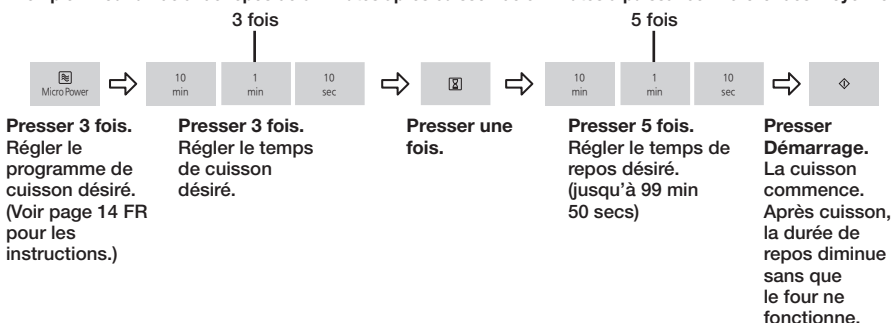 3 fois
5 fois
Micro Power
10 min
1 min
10 sec
10 min
1 min
10 sec
Presser 3 fois.
Régler le
programme de
cuisson désiré.
(Voir page 14 FR
pour les
instructions.)
Presser 3 fois.
Régler le temps
de cuisson
désiré.
Presser une
fois.
Presser 5 fois.
Régler le temps de
repos désiré.
(jusqu'à 99 min
50 secs)
Presser
Démarrage.
La cuisson
commence.
Après cuisson,
la durée de
repos diminue
sans que
le four ne
fonctionne.